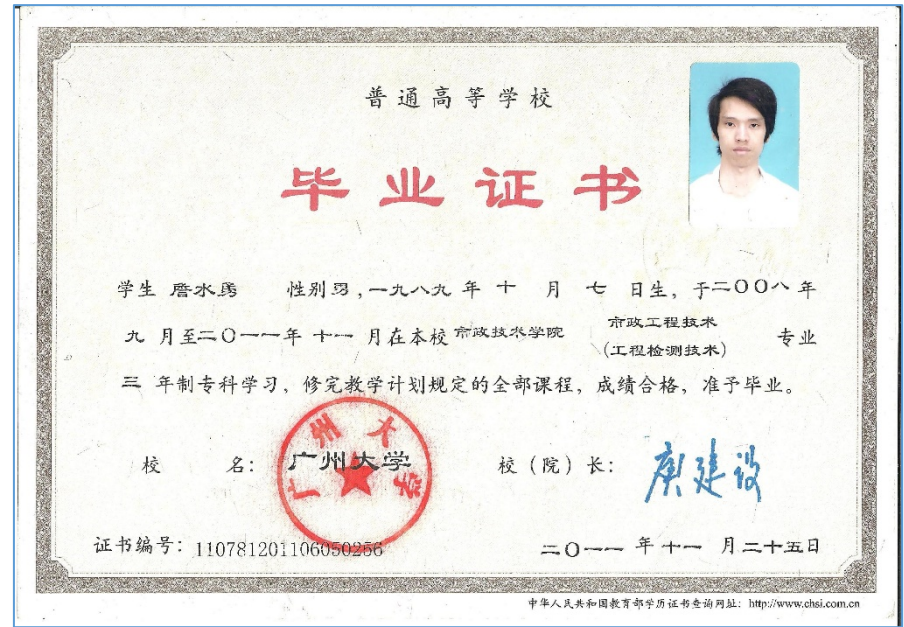 普通高等学校
毕业证书
学生 詹水勇 性别男,一九八九 年 十 月 七 日生,于二〇〇八 年
九 月至二〇一一年 十一 月在本校 市政技术学院 市政工程技术 (工程检测技术) 专业
三 年制专科学习,修完教学计划规定的全部课程,成绩合格,准予毕业。
校 名:广州大学 校(院)长:庾建设
广州大学
证书编号:110781201106050256 二〇一一 年 十一 月二十五日
中华人民共和国教育部学历证书查询网址:http://www.chsi.com.cn